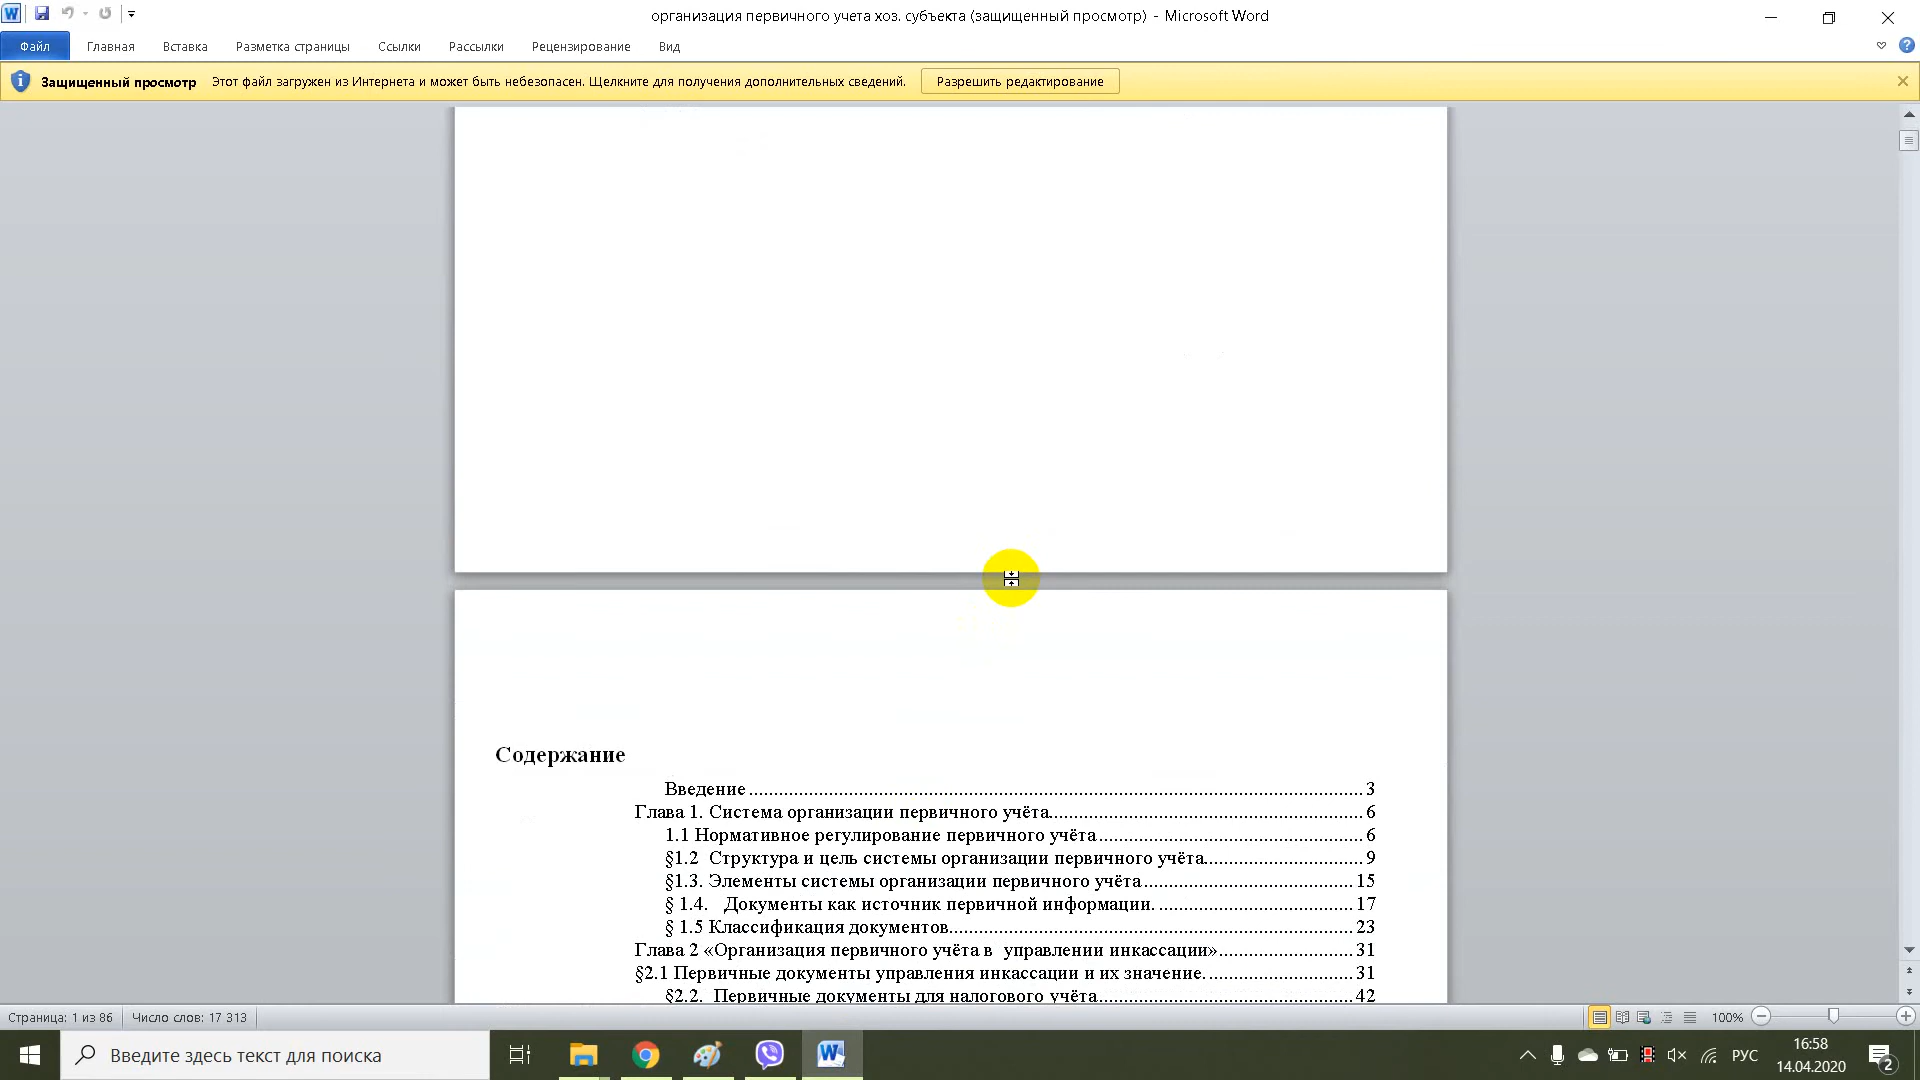 организация первичного учета хоз. субъекта (защищенный просмотр) - Microsoft Word
Файл Главная Вставка Разметка страницы Ссылки Рассылки Рецензирование Вид
Защищенный просмотр Этот файл загружен из Интернета и может быть небезопасен. Щелкните для получения дополнительных сведений. Разрешить редактирование
Содержание
Введение 3
Глава 1. Система организации первичного учёта 6
1.1 Нормативное регулирование первичного учёта 6
§1.2 Структура и цель системы организации первичного учёта 9
§1.3. Элементы системы организации первичного учёта 15
§ 1.4. Документы как источник первичной информации. 17
§ 1.5 Классификация документов 23
Глава 2 «Организация первичного учёта в управлении инкассации» 31
§2.1 Первичные документы управления инкассации и их значение. 31
§2.2. Первичные документы для налогового учёта 42
Страница: 1 из 86 Число слов: 17 313 100%
Введите здесь текст для поиска
РУС
16:58
14.04.2020
2